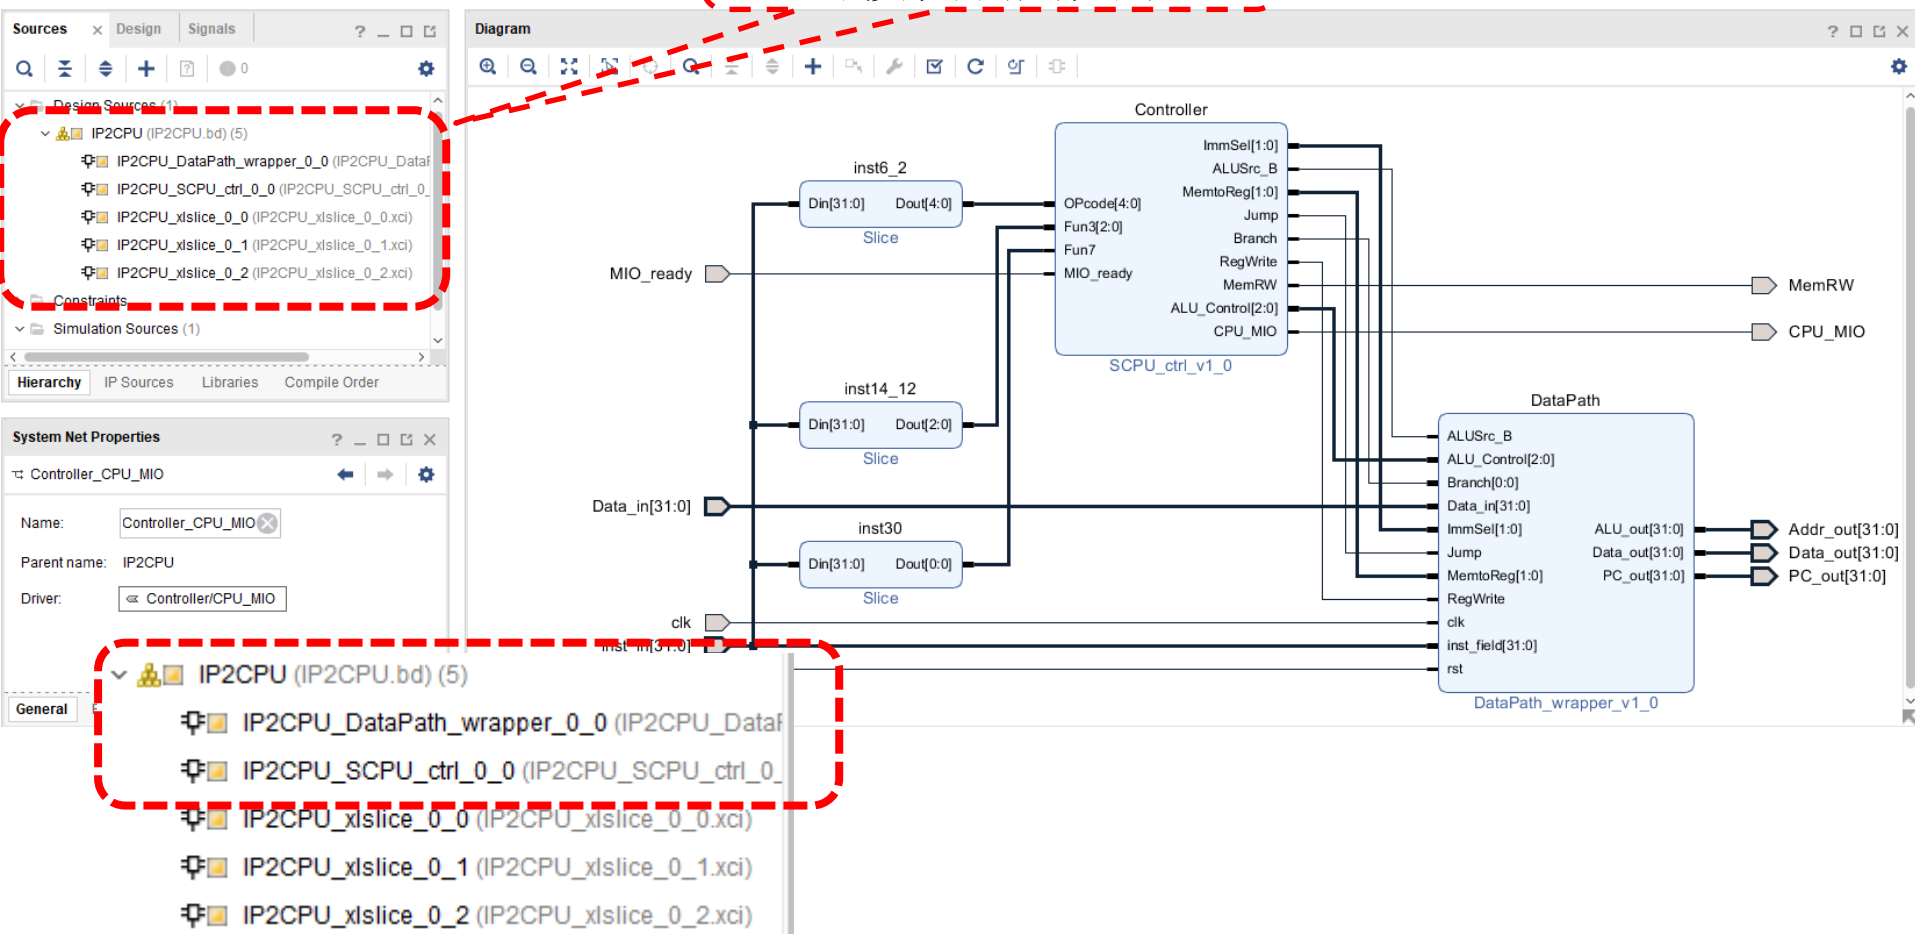 Sources
Design
Signals
0
Design Sources (1)
IP2CPU (IP2CPU.bd) (5)
IP2CPU_DataPath_wrapper_0_0 (IP2CPU_DataP
IP2CPU_SCPU_ctrl_0_0 (IP2CPU_SCPU_ctrl_0_
IP2CPU_xlslice_0_0 (IP2CPU_xlslice_0_0.xci)
IP2CPU_xlslice_0_1 (IP2CPU_xlslice_0_1.xci)
IP2CPU_xlslice_0_2 (IP2CPU_xlslice_0_2.xci)
Constraints
Simulation Sources (1)
Hierarchy IP Sources Libraries Compile Order
System Net Properties
Controller_CPU_MIO
Name: Controller_CPU_MIO
Parent name: IP2CPU
Driver: Controller/CPU_MIO
General
Diagram
Controller
ImmSel[1:0]
ALUSrc_B
MemtoReg[1:0]
Jump
Branch
RegWrite
MemRW
ALU_Control[2:0]
CPU_MIO
OPcode[4:0]
Fun3[2:0]
Fun7
MIO_ready
SCPU_ctrl_v1_0
inst6_2
Din[31:0] Dout[4:0]
Slice
MIO_ready
inst14_12
Din[31:0] Dout[2:0]
Slice
Data_in[31:0]
inst30
Din[31:0] Dout[0:0]
Slice
clk
inst_in[31:0]
MemRW
CPU_MIO
DataPath
ALUSrc_B
ALU_Control[2:0]
Branch[0:0]
Data_in[31:0]
ImmSel[1:0]
Jump
MemtoReg[1:0]
RegWrite
clk
inst_field[31:0]
rst
ALU_out[31:0]
Data_out[31:0]
PC_out[31:0]
DataPath_wrapper_v1_0
Addr_out[31:0]
Data_out[31:0]
PC_out[31:0]
IP2CPU (IP2CPU.bd) (5)
IP2CPU_DataPath_wrapper_0_0 (IP2CPU_DataP
IP2CPU_SCPU_ctrl_0_0 (IP2CPU_SCPU_ctrl_0_
IP2CPU_xlslice_0_0 (IP2CPU_xlslice_0_0.xci)
IP2CPU_xlslice_0_1 (IP2CPU_xlslice_0_1.xci)
IP2CPU_xlslice_0_2 (IP2CPU_xlslice_0_2.xci)